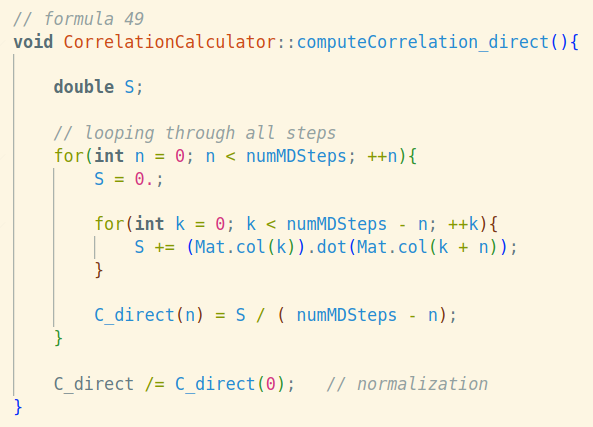 // formula 49
void CorrelationCalculator::computeCorrelation_direct(){
double S;
// looping through all steps
for(int n = 0; n < numMDSteps; ++n){
S = 0.;
for(int k = 0; k < numMDSteps - n; ++k){
S += (Mat.col(k)).dot(Mat.col(k + n));
}
C_direct(n) = S / ( numMDSteps - n);
}
C_direct /= C_direct(0);   // normalization
}